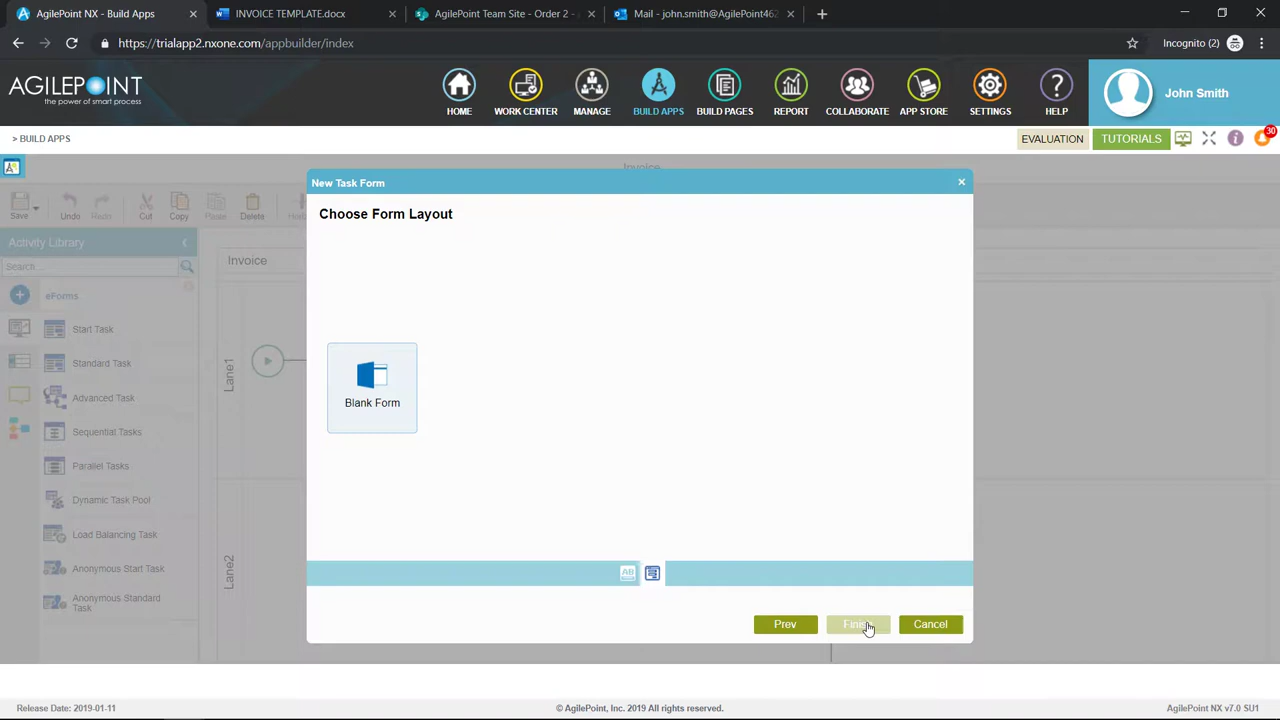 AgilePoint NX - Build Apps
INVOICE TEMPLATE.docx
AgilePoint Team Site - Order 2 -
Mail - john.smith@AgilePoint462
https://trialapp2.nxone.com/appbuilder/index
Incognito (2)
AGILEPOINT
the power of smart process
HOME
WORK CENTER
MANAGE
BUILD APPS
BUILD PAGES
REPORT
COLLABORATE
APP STORE
SETTINGS
HELP
John Smith
> BUILD APPS
EVALUATION
TUTORIALS
30
Invoice
New Task Form
Choose Form Layout
Save
Undo
Redo
Cut
Copy
Paste
Delete
Activity Library
Search...
Invoice
eForms
Start Task
Standard Task
Advanced Task
Sequential Tasks
Parallel Tasks
Dynamic Task Pool
Load Balancing Task
Anonymous Start Task
Anonymous Standard
Task
Lane1
Lane2
Blank Form
AB
Prev
Cancel
Release Date: 2019-01-11
© AgilePoint, Inc. 2019 All rights reserved.
AgilePoint NX v7.0 SU1